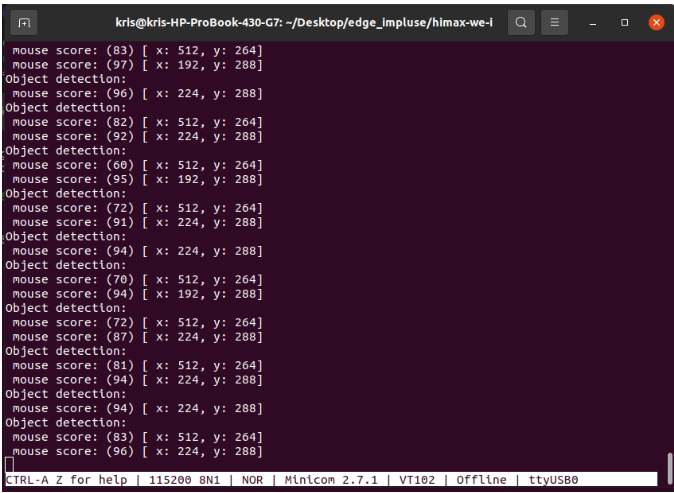 kris@kris-HP-ProBook-430-G7: ~/Desktop/edge_impluse/himax-we-i
mouse score: (83) [ x: 512, y: 264]
mouse score: (97) [ x: 192, y: 288]
Object detection:
mouse score: (96) [ x: 224, y: 288]
Object detection:
mouse score: (82) [ x: 512, y: 264]
mouse score: (92) [ x: 224, y: 288]
Object detection:
mouse score: (60) [ x: 512, y: 264]
mouse score: (95) [ x: 192, y: 288]
Object detection:
mouse score: (72) [ x: 512, y: 264]
mouse score: (91) [ x: 224, y: 288]
Object detection:
mouse score: (94) [ x: 224, y: 288]
Object detection:
mouse score: (70) [ x: 512, y: 264]
mouse score: (94) [ x: 192, y: 288]
Object detection:
mouse score: (72) [ x: 512, y: 264]
mouse score: (87) [ x: 224, y: 288]
Object detection:
mouse score: (81) [ x: 512, y: 264]
mouse score: (94) [ x: 224, y: 288]
Object detection:
mouse score: (94) [ x: 224, y: 288]
Object detection:
mouse score: (83) [ x: 512, y: 264]
mouse score: (96) [ x: 224, y: 288]
CTRL-A Z for help | 115200 8N1 | NOR | Minicom 2.7.1 | VT102 | Offline | ttyUSB0